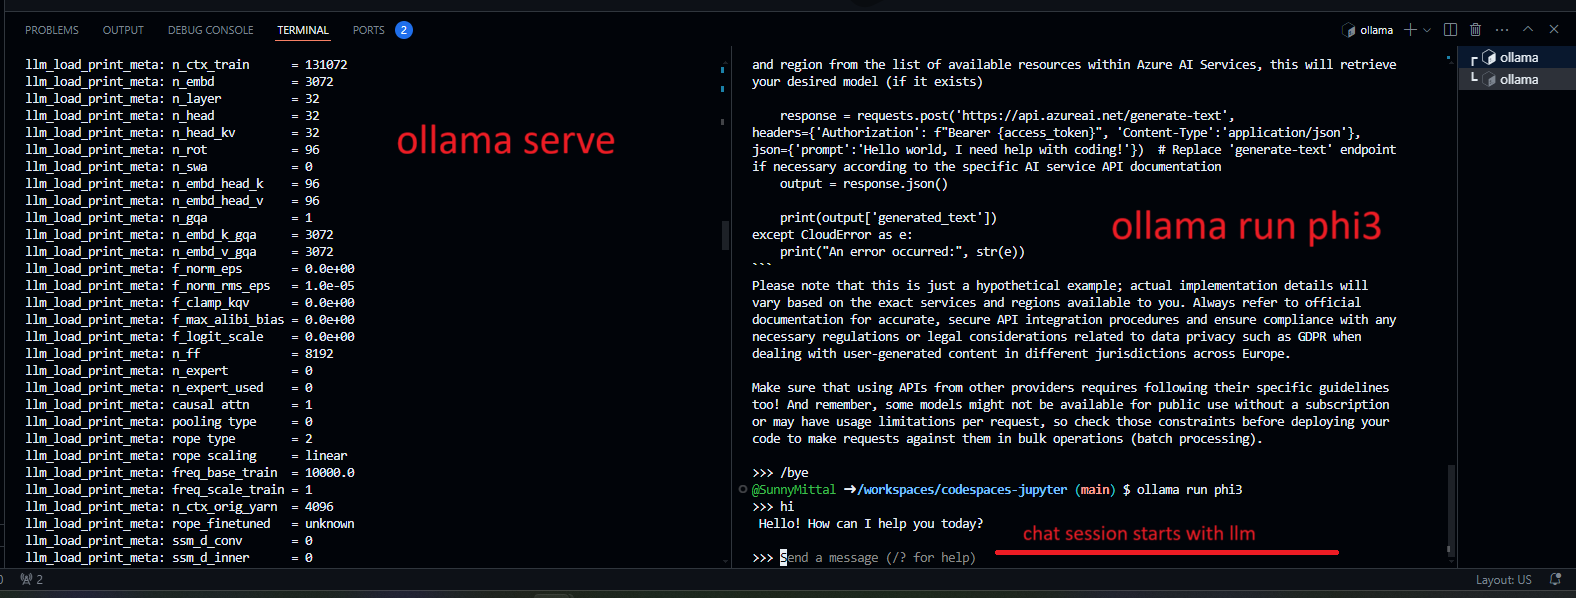 PROBLEMS OUTPUT DEBUG CONSOLE TERMINAL PORTS 2
ollama
llm_load_print_meta: n_ctx_train = 131072
llm_load_print_meta: n_embd = 3072
llm_load_print_meta: n_layer = 32
llm_load_print_meta: n_head = 32
llm_load_print_meta: n_head_kv = 32
llm_load_print_meta: n_rot = 96
llm_load_print_meta: n_swa = 0
llm_load_print_meta: n_embd_head_k = 96
llm_load_print_meta: n_embd_head_v = 96
llm_load_print_meta: n_gqa = 1
llm_load_print_meta: n_embd_k_gqa = 3072
llm_load_print_meta: n_embd_v_gqa = 3072
llm_load_print_meta: f_norm_eps = 0.0e+00
llm_load_print_meta: f_norm_rms_eps = 1.0e-05
llm_load_print_meta: f_clamp_kqv = 0.0e+00
llm_load_print_meta: f_max_alibi_bias = 0.0e+00
llm_load_print_meta: f_logit_scale = 0.0e+00
llm_load_print_meta: n_ff = 8192
llm_load_print_meta: n_expert = 0
llm_load_print_meta: n_expert_used = 0
llm_load_print_meta: causal attn = 1
llm_load_print_meta: pooling type = 0
llm_load_print_meta: rope type = 2
llm_load_print_meta: rope scaling = linear
llm_load_print_meta: freq_base_train = 10000.0
llm_load_print_meta: freq_scale_train = 1
llm_load_print_meta: n_ctx_orig_yarn = 4096
llm_load_print_meta: rope_finetuned = unknown
llm_load_print_meta: ssm_d_conv = 0
llm_load_print_meta: ssm_d_inner = 0
ollama serve
and region from the list of available resources within Azure AI Services, this will retrieve
your desired model (if it exists)
response = requests.post('https://api.azureai.net/generate-text',
headers={'Authorization': f"Bearer {access_token}", 'Content-Type':'application/json'},
json={'prompt':'Hello world, I need help with coding!'})  # Replace 'generate-text' endpoint
if necessary according to the specific AI service API documentation
output = response.json()
print(output['generated_text'])
except CloudError as e:
print("An error occurred:", str(e))
```
Please note that this is just a hypothetical example; actual implementation details will
vary based on the exact services and regions available to you. Always refer to official
documentation for accurate, secure API integration procedures and ensure compliance with any
necessary regulations or legal considerations related to data privacy such as GDPR when
dealing with user-generated content in different jurisdictions across Europe.
Make sure that using APIs from other providers requires following their specific guidelines
too! And remember, some models might not be available for public use without a subscription
or may have usage limitations per request, so check those constraints before deploying your
code to make requests against them in bulk operations (batch processing).
>>> /bye
@SunnyMittal ➜/workspaces/codespaces-jupyter (main) $ ollama run phi3
>>> hi
Hello! How can I help you today?
>>> Send a message (/? for help)
ollama run phi3
chat session starts with llm
ollama
ollama
0
2
Layout: US